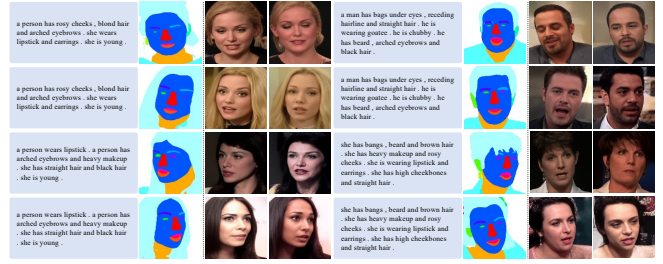 a person has rosy cheeks , blond hair
and arched eyebrows . she wears
lipstick and earrings . she is young .
a man has bags under eyes , receding
hairline and straight hair . he is
wearing goatee . he is chubby . he
has beard , arched eyebrows and
black hair .
a person has rosy cheeks , blond hair
and arched eyebrows . she wears
lipstick and earrings . she is young .
a man has bags under eyes , receding
hairline and straight hair . he is
wearing goatee . he is chubby . he
has beard , arched eyebrows and
black hair .
a person wears lipstick . a person has
arched eyebrows and heavy makeup
. she has straight hair and black hair
. she is young .
she has bangs , beard and brown hair
. she has heavy makeup and rosy
cheeks . she is wearing lipstick and
earrings . she has high cheekbones
and straight hair .
a person wears lipstick . a person has
arched eyebrows and heavy makeup
. she has straight hair and black hair
. she is young .
she has bangs , beard and brown hair
. she has heavy makeup and rosy
cheeks . she is wearing lipstick and
earrings . she has high cheekbones
and straight hair .